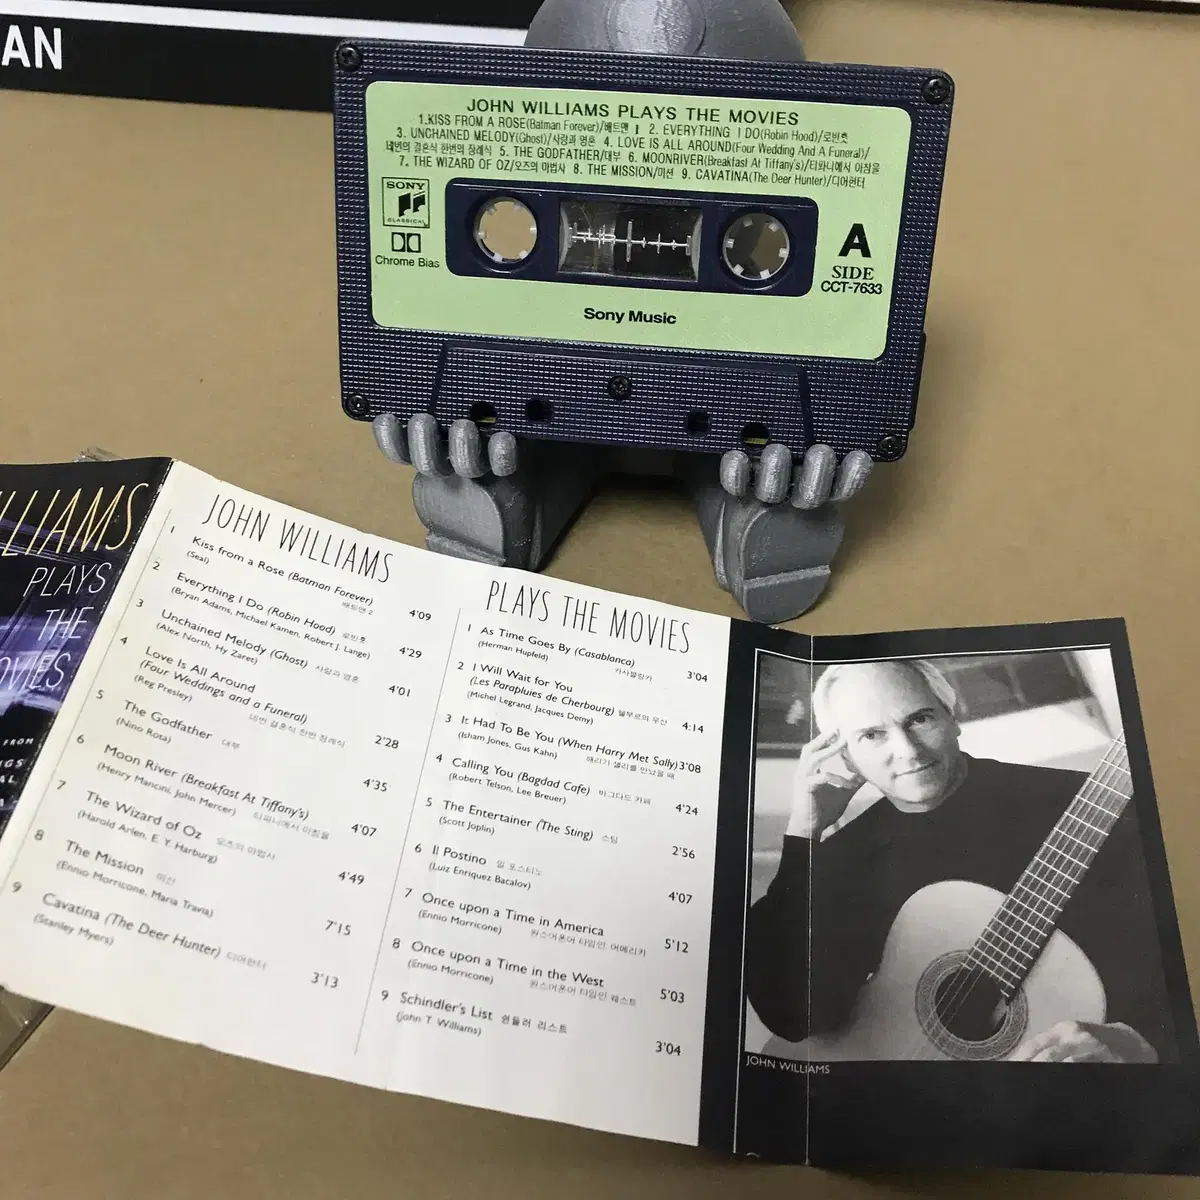 AN
JOHN WILLIAMS PLAYS THE MOVIES
1.KISS FROM A ROSE(Batman Forever)/배트맨 Ⅱ 2. EVERYTHING I DO(Robin Hood)/로빈훗
3. UNCHAINED MELODY(Ghost)/사랑과 영혼 4. LOVE IS ALL AROUND(Four Wedding And A Funeral)/
네번의 결혼식 한번의 장례식 5. THE GODFATHER/대부 6. MOONRIVER(Breakfast At Tiffany's)/티파니에서 아침을
7. THE WIZARD OF OZ/오즈의 마법사 8. THE MISSION/미션 9. CAVATINA(The Deer Hunter)/디어헌터
SONY
CLASSICAL
Chrome Bias
A
SIDE
CCT-7633
Sony Music
LLIAMS
PLAYS
THE
OVIES
FROM
JOHN WILLIAMS
1 Kiss from a Rose (Batman Forever)
(Seal) 배트맨 2 4'09
2 Everything I Do (Robin Hood) 로빈훗
(Bryan Adams, Michael Kamen, Robert J. Lange) 4'29
3 Unchained Melody (Ghost) 사랑과 영혼
(Alex North, Hy Zaret) 4'01
4 Love Is All Around
(Four Weddings and a Funeral)
(Reg Presley) 네번 결혼식 한번 장례식 2'28
5 The Godfather 대부
(Nino Rota) 4'35
6 Moon River (Breakfast At Tiffany's)
(Henry Mancini, John Mercer) 티파니에서 아침을 4'07
7 The Wizard of Oz 오즈의 마법사
(Harold Arlen, E. Y. Harburg) 4'49
8 The Mission 미션
(Ennio Morricone, Maria Travia) 7'15
9 Cavatina (The Deer Hunter) 디어헌터
(Stanley Myers) 3'13
PLAYS THE MOVIES
1 As Time Goes By (Casablanca)
(Herman Hupfeld) 카사블랑카 3'04
2 I Will Wait for You
(Les Parapluies de Cherbourg) 쉘부르의 우산
(Michel Legrand, Jacques Demy) 4:14
3 It Had To Be You (When Harry Met Sally) 3'08
(Isham Jones, Gus Kahn) 해리가 샐리를 만났을 때
4 Calling You (Bagdad Cafe) 바그다드 카페
(Robert Telson, Lee Breuer) 4'24
5 The Entertainer (The Sting) 스팅
(Scott Joplin) 2'56
6 Il Postino 일 포스티노
(Luiz Enriquez Bacalov) 4'07
7 Once upon a Time in America
(Ennio Morricone) 원스어폰어 타임인 어메리카 5'12
8 Once upon a Time in the West
(Ennio Morricone) 원스어폰어 타임인 웨스트 5'03
9 Schindler's List 쉰들러 리스트
(John T. Williams) 3'04
JOHN WILLIAMS